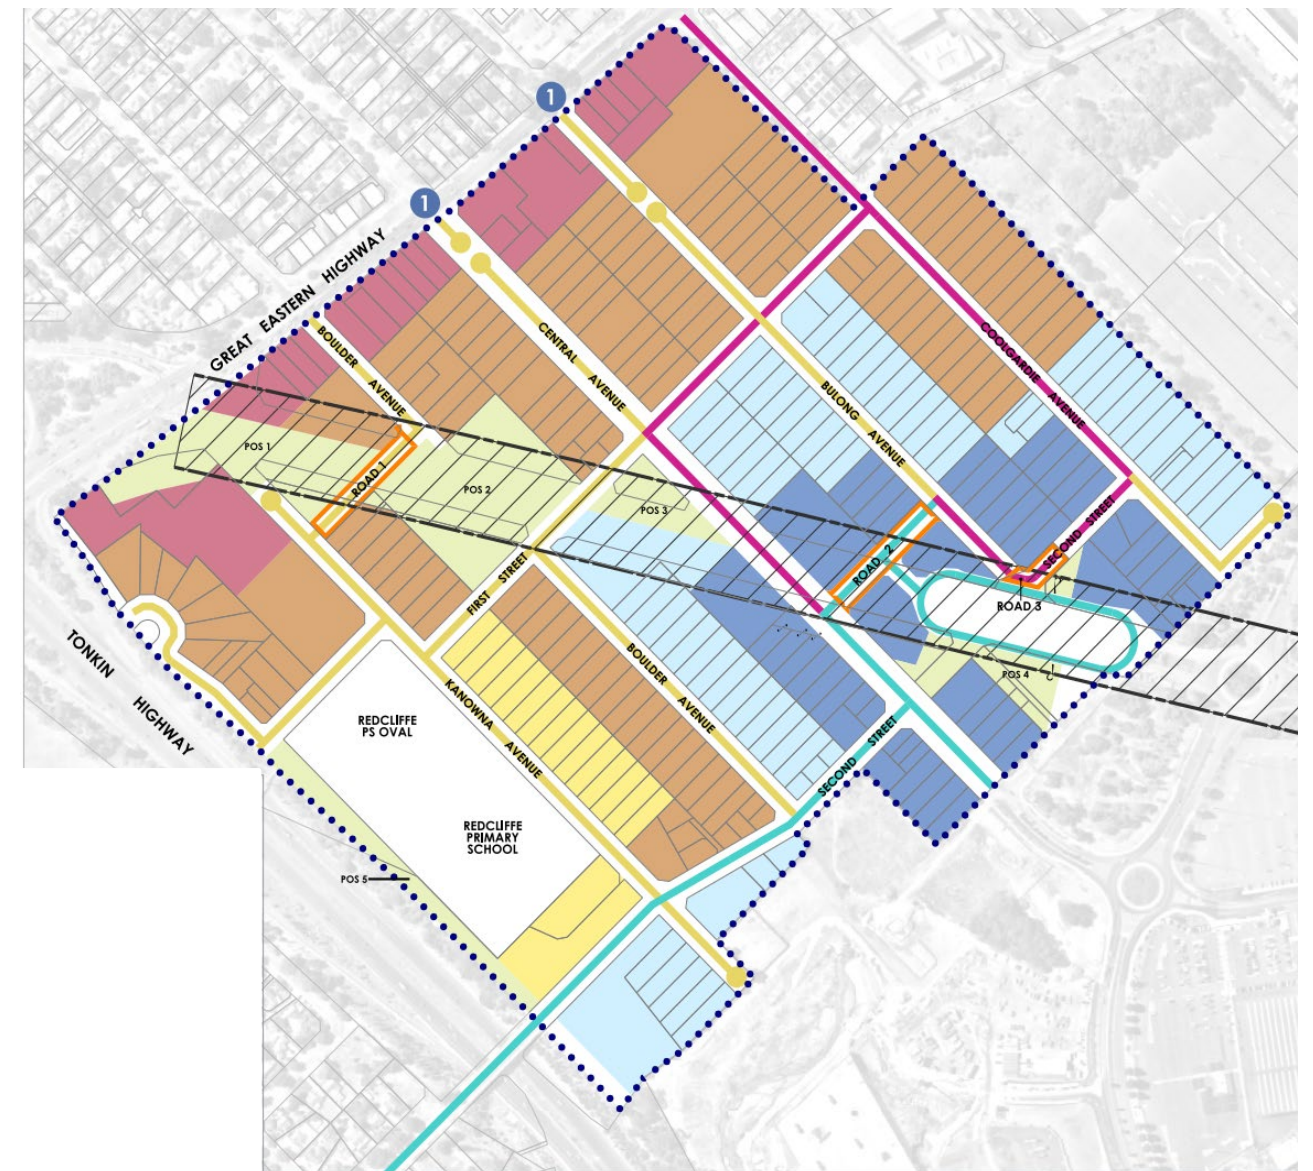 1
1
GREAT EASTERN HIGHWAY
BOULDER AVENUE
CENTRAL AVENUE
COOLGARDIE AVENUE
BULONG AVENUE
POS 1
ROAD 1
POS 2
POS 3
SECOND STREET
ROAD 2
ROAD 3
FIRST STREET
POS 4
TONKIN HIGHWAY
BOULDER AVENUE
KANOWNA AVENUE
REDCLIFFE
PS OVAL
SECOND STREET
REDCLIFFE
PRIMARY
SCHOOL
POS 5